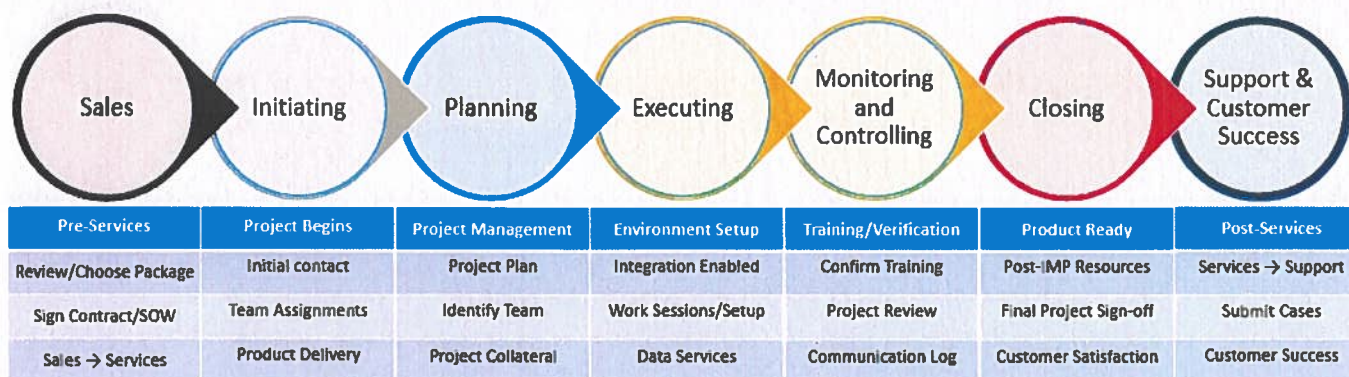 Sales
Initiating
Planning
Executing
Monitoring
and
Controlling
Closing
Support &
Customer
Success
Pre-Services
Project Begins
Project Management
Environment Setup
Training/Verification
Product Ready
Post-Services
Review/Choose Package
Initial contact
Project Plan
Integration Enabled
Confirm Training
Post-IMP Resources
Services → Support
Sign Contract/SOW
Team Assignments
Identify Team
Work Sessions/Setup
Project Review
Final Project Sign-off
Submit Cases
Sales → Services
Product Delivery
Project Collateral
Data Services
Communication Log
Customer Satisfaction
Customer Success